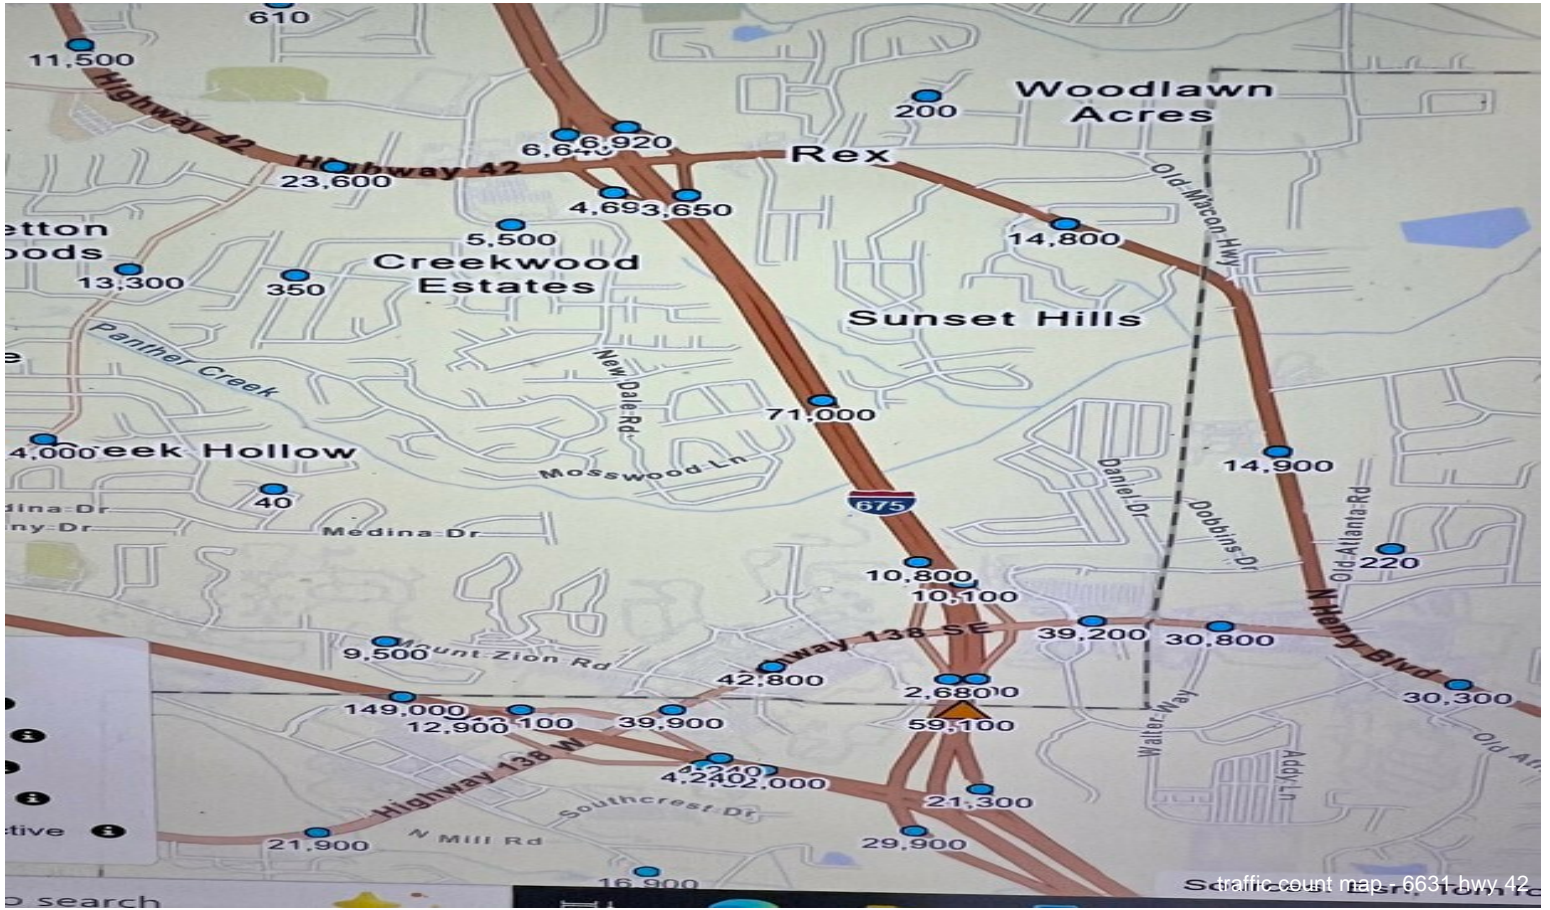 610
11,500
Highway 42
Woodlawn
Acres
200
6,920
Highway 42
Rex
23,600
Old Macon Hwy
3,650
5,500
14,800
Creekwood
Estates
13,300
350
Sunset Hills
Panther Creek
New Dale Rd
71,000
4,000
eek Hollow
Mosswood Ln
14,900
675
40
Daniel Dr
Dobbins Dr
Old Atlanta Rd
Medina Dr
220
10,800
10,100
N Henry Blvd
way 138 SE
39,200
30,800
9,500
Mount Zion Rd
42,800
2,680
30,300
149,000
12,900
39,900
59,100
Walter Way
Addy Ln
Highway 138 W
4,240
21,300
Southcrest Dr
N Mill Rd
21,900
29,900
16,900
ctive
o search
traffic count map - 6631 hwy 42